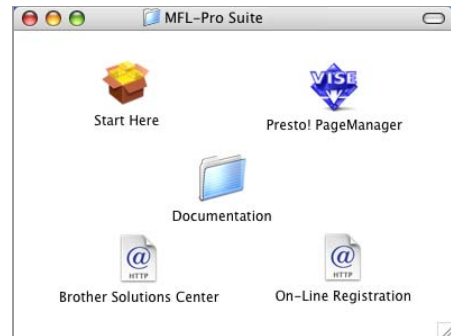 MFL-Pro Suite
VISE
Start Here
Presto! PageManager
Documentation
@
HTTP
@
HTTP
Brother Solutions Center
On-Line Registration